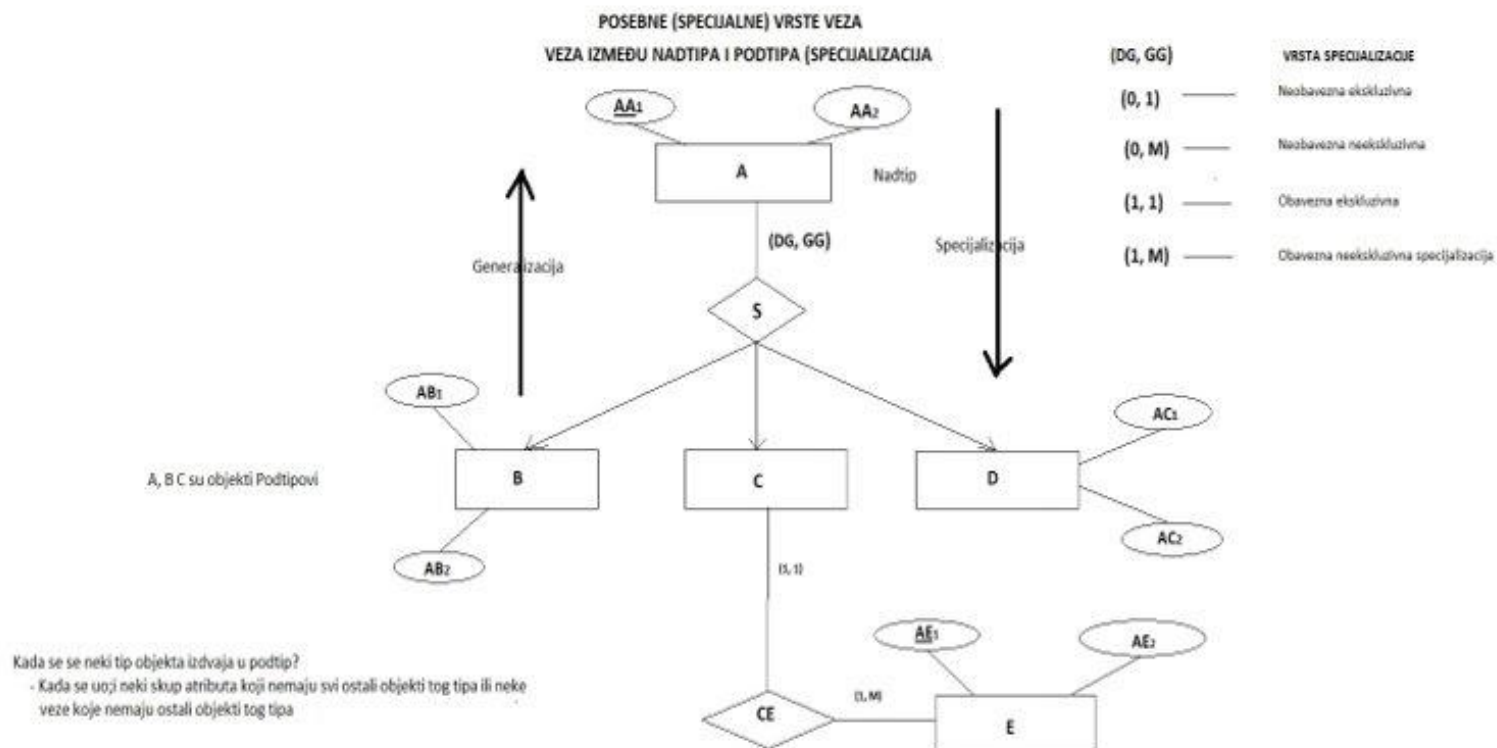 POSEBNE (SPECIJALNE) VRSTE VEZA
VEZA IZMEĐU NADTIPA I PODTIPA (SPECIJALIZACIJA
(DG, GG) VRSTA SPECIJALIZACIJE
(0, 1) Neobavezna ekskluzivna
(0, M) Neobavezna neekskluzivna
(1, 1) Obavezna ekskluzivna
(1, M) Obavezna neekskluzivna specijalizacija
AA1 AA2
A
Nadtip
(DG, GG)
Generalizacija
Specijalizacija
S
AB1
AC1
A, B C su objekti Podtipovi
B C D
AB2
AC2
(1, 1)
AE1 AE2
Kada se se neki tip objekta izdvaja u podtip?
- Kada se uo;i neki skup atributa koji nemaju svi ostali objekti tog tipa ili neke
veze koje nemaju ostali objekti tog tipa
(1, M)
CE
E